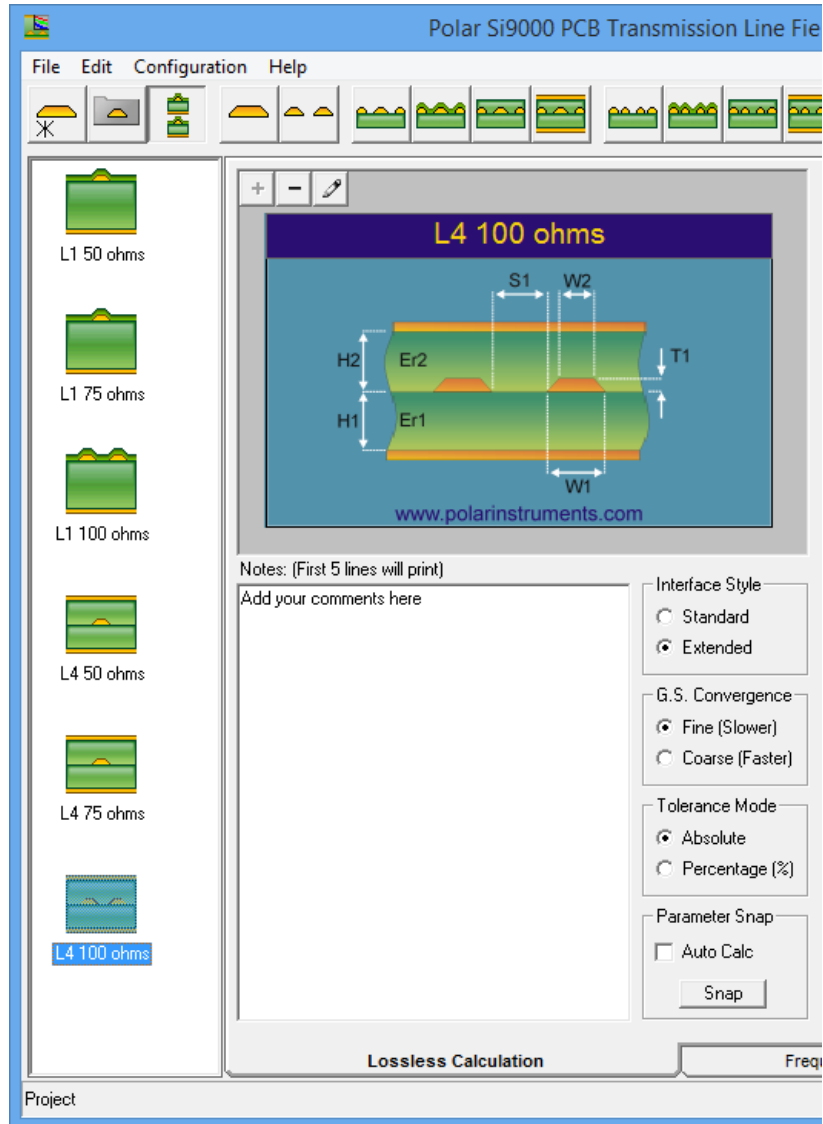 Polar Si9000 PCB Transmission Line Fie
File Edit Configuration Help
L1 50 ohms
L1 75 ohms
L1 100 ohms
L4 50 ohms
L4 75 ohms
L4 100 ohms
L4 100 ohms
S1 W2
H2 Er2 T1
H1 Er1
W1
www.polarinstruments.com
Notes: (First 5 lines will print)
Add your comments here
Interface Style
Standard
Extended
G.S. Convergence
Fine (Slower)
Coarse (Faster)
Tolerance Mode
Absolute
Percentage (%)
Parameter Snap
Auto Calc
Snap
Lossless Calculation
Frequ
Project